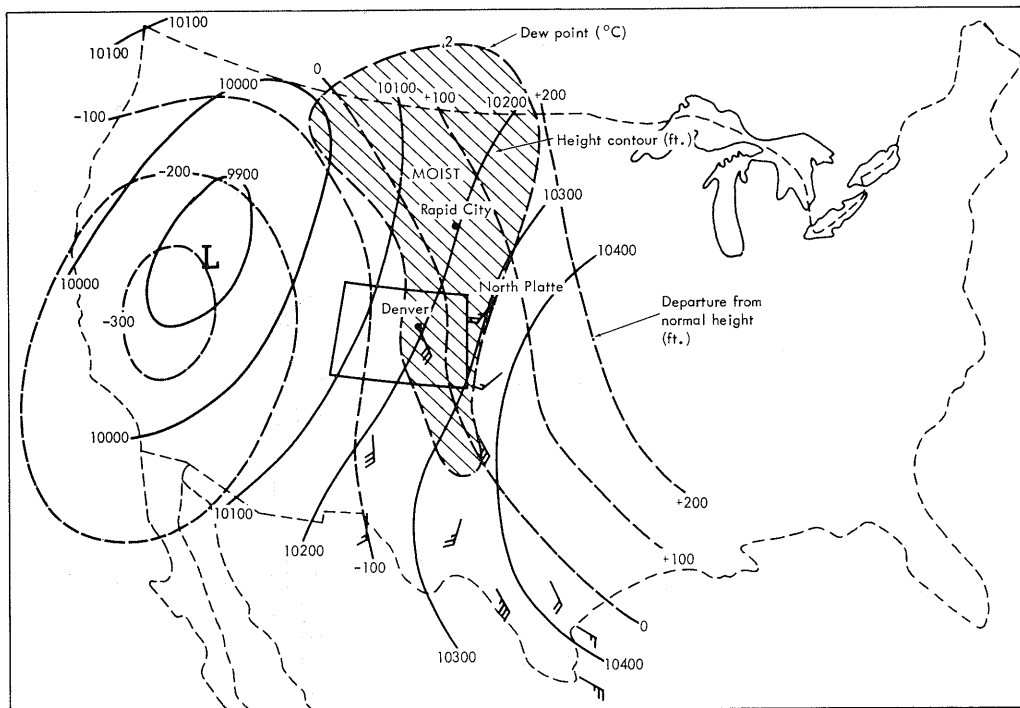 10100
10100
Dew point (°C)
.2
0
10000
10100
+100
10200
+200
-100
Height contour (ft.)
?
-200
9900
MOIST
10300
Rapid City
L
10400
10000
North Platte
Denver
-300
Departure from
normal height
(ft.)
10000
10100
+200
10200
-100
+100
0
10300
10400